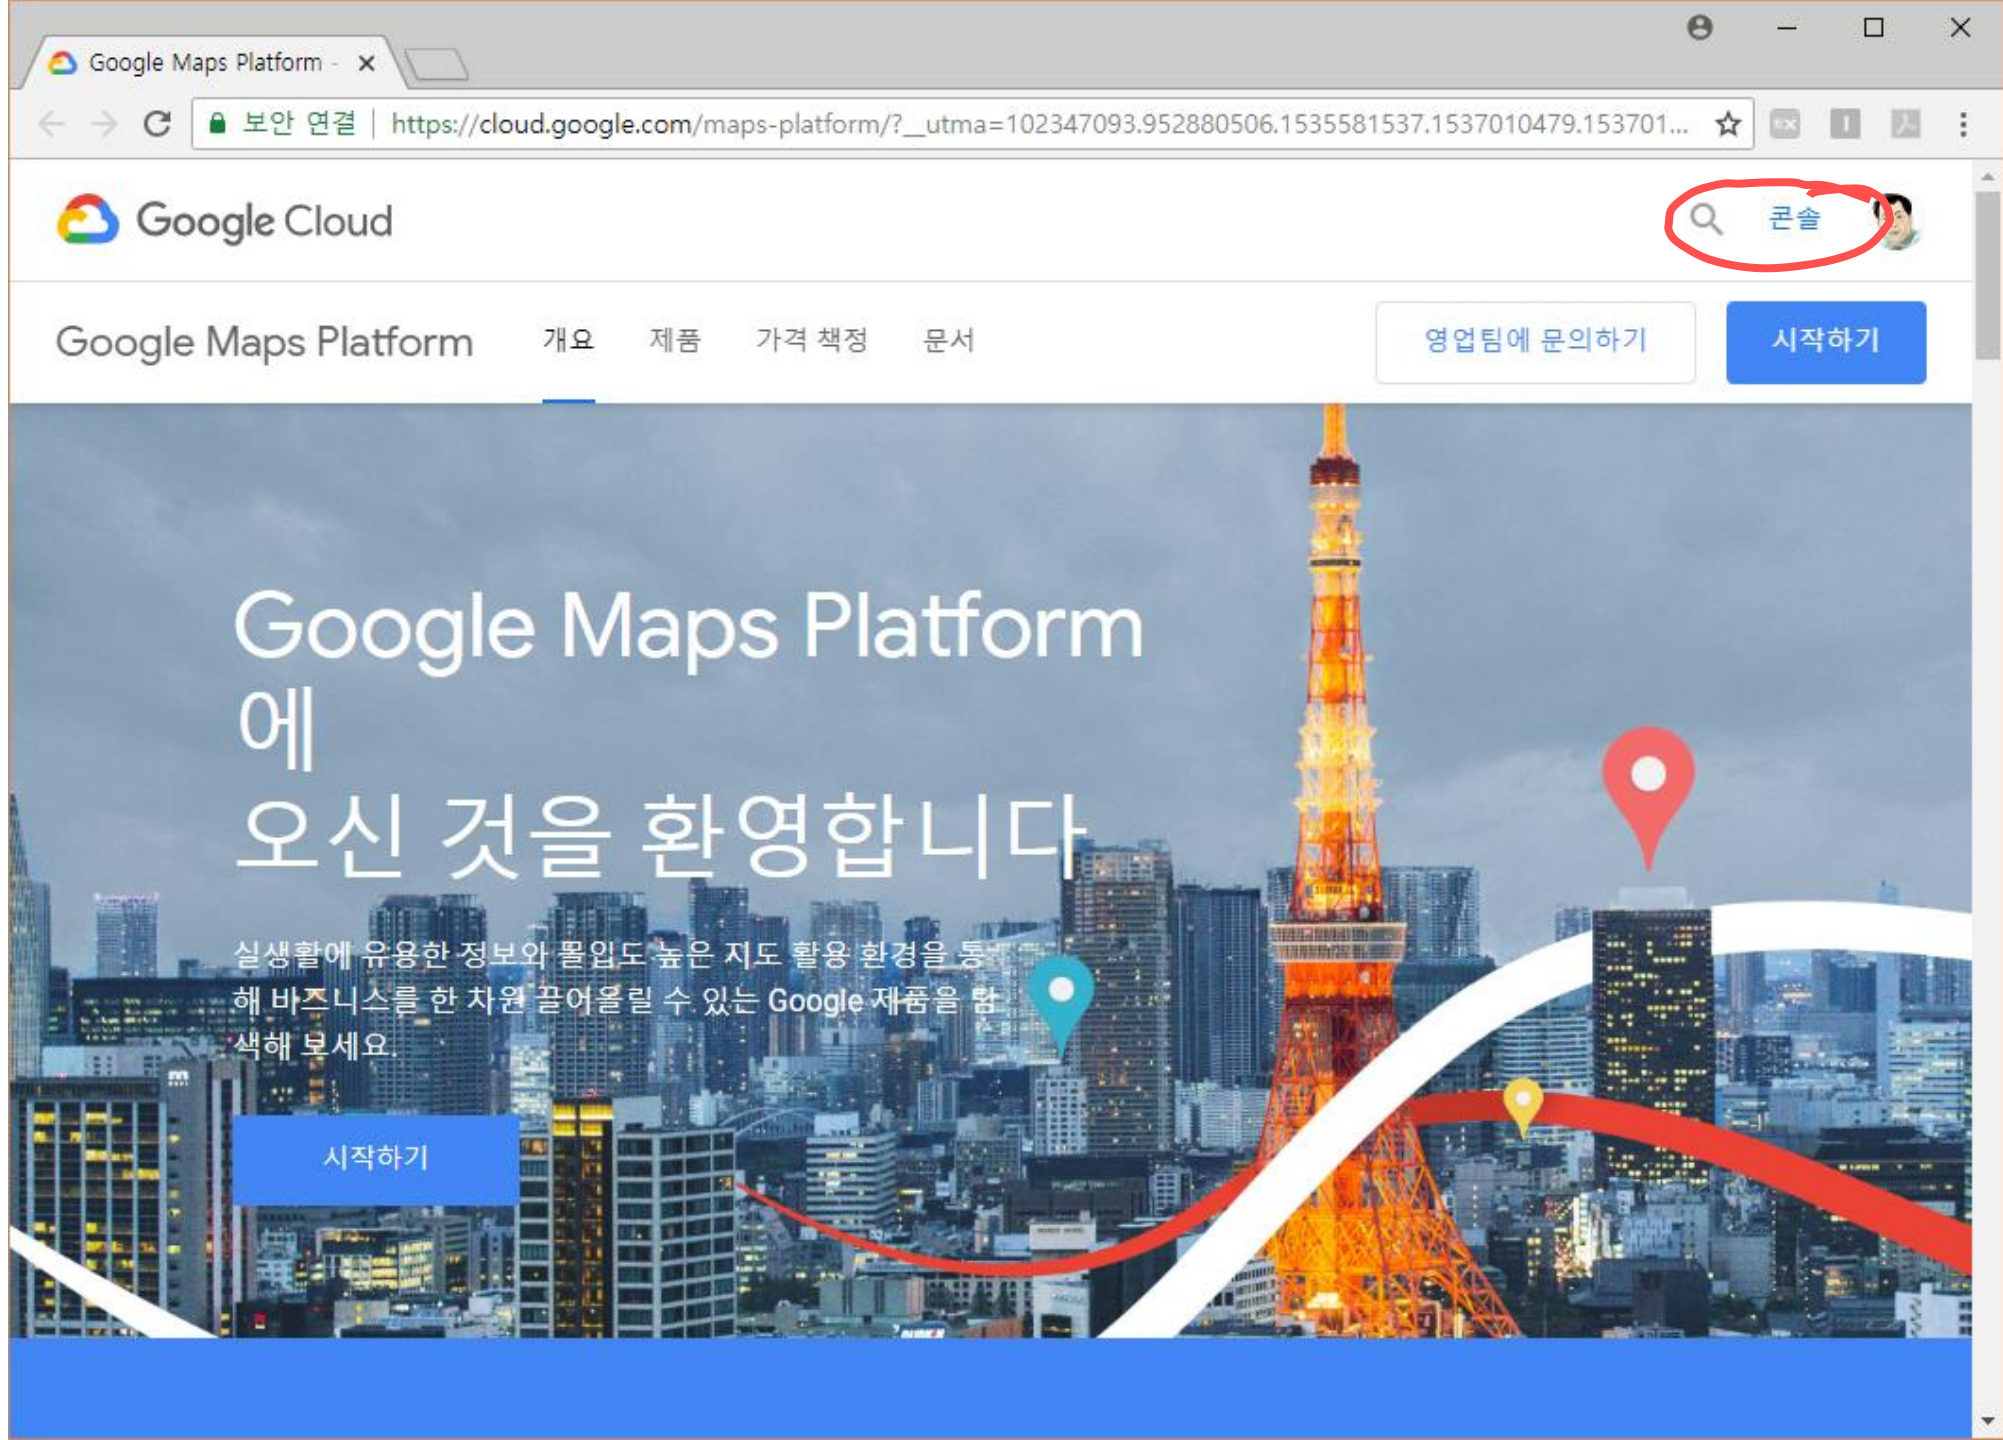 Google Maps Platform -
보안 연결 | https://cloud.google.com/maps-platform/?__utma=102347093.952880506.1535581537.1537010479.153701...
Google Cloud
콘솔
Google Maps Platform 개요 제품 가격 책정 문서 영업팀에 문의하기 시작하기
Google Maps Platform
에
오신 것을 환영합니다
실생활에 유용한 정보와 몰입도 높은 지도 활용 환경을 통
해 바즈니스를 한 차원 끌어올릴 수 있는 Google 제품을 탐
색해 보세요.
시작하기